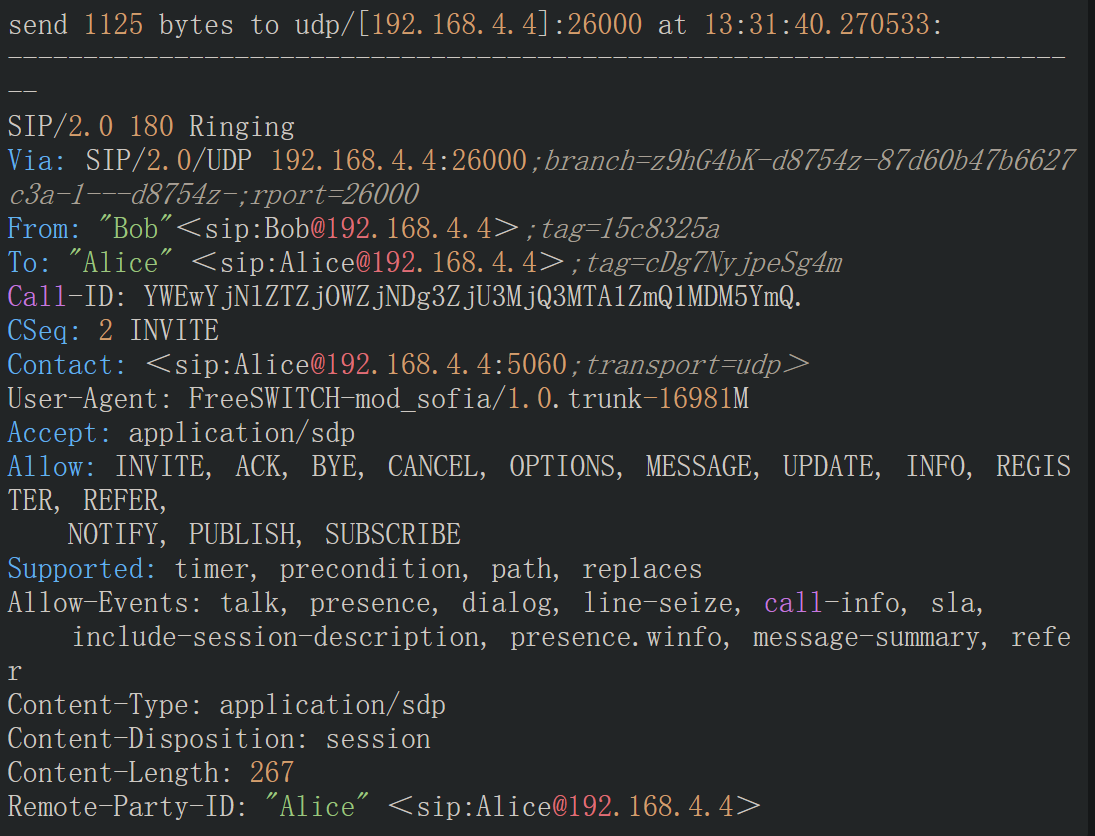 send 1125 bytes to udp/[192.168.4.4]:26000 at 13:31:40.270533:
-----------------------------------------------------------------------
--
SIP/2.0 180 Ringing
Via: SIP/2.0/UDP 192.168.4.4:26000;branch=z9hG4bK-d8754z-87d60b47b6627
c3a-1---d8754z-;rport=26000
From: "Bob"<sip:Bob@192.168.4.4>;tag=15c8325a
To: "Alice" <sip:Alice@192.168.4.4>;tag=cDg7NyjpeSg4m
Call-ID: YWEwYjNlZTZjOWZjNDg3ZjU3MjQ3MTA1ZmQ1MDM5YmQ.
CSeq: 2 INVITE
Contact: <sip:Alice@192.168.4.4:5060;transport=udp>
User-Agent: FreeSWITCH-mod_sofia/1.0.trunk-16981M
Accept: application/sdp
Allow: INVITE, ACK, BYE, CANCEL, OPTIONS, MESSAGE, UPDATE, INFO, REGIS
TER, REFER,
NOTIFY, PUBLISH, SUBSCRIBE
Supported: timer, precondition, path, replaces
Allow-Events: talk, presence, dialog, line-seize, call-info, sla,
include-session-description, presence.winfo, message-summary, refe
r
Content-Type: application/sdp
Content-Disposition: session
Content-Length: 267
Remote-Party-ID: "Alice" <sip:Alice@192.168.4.4>